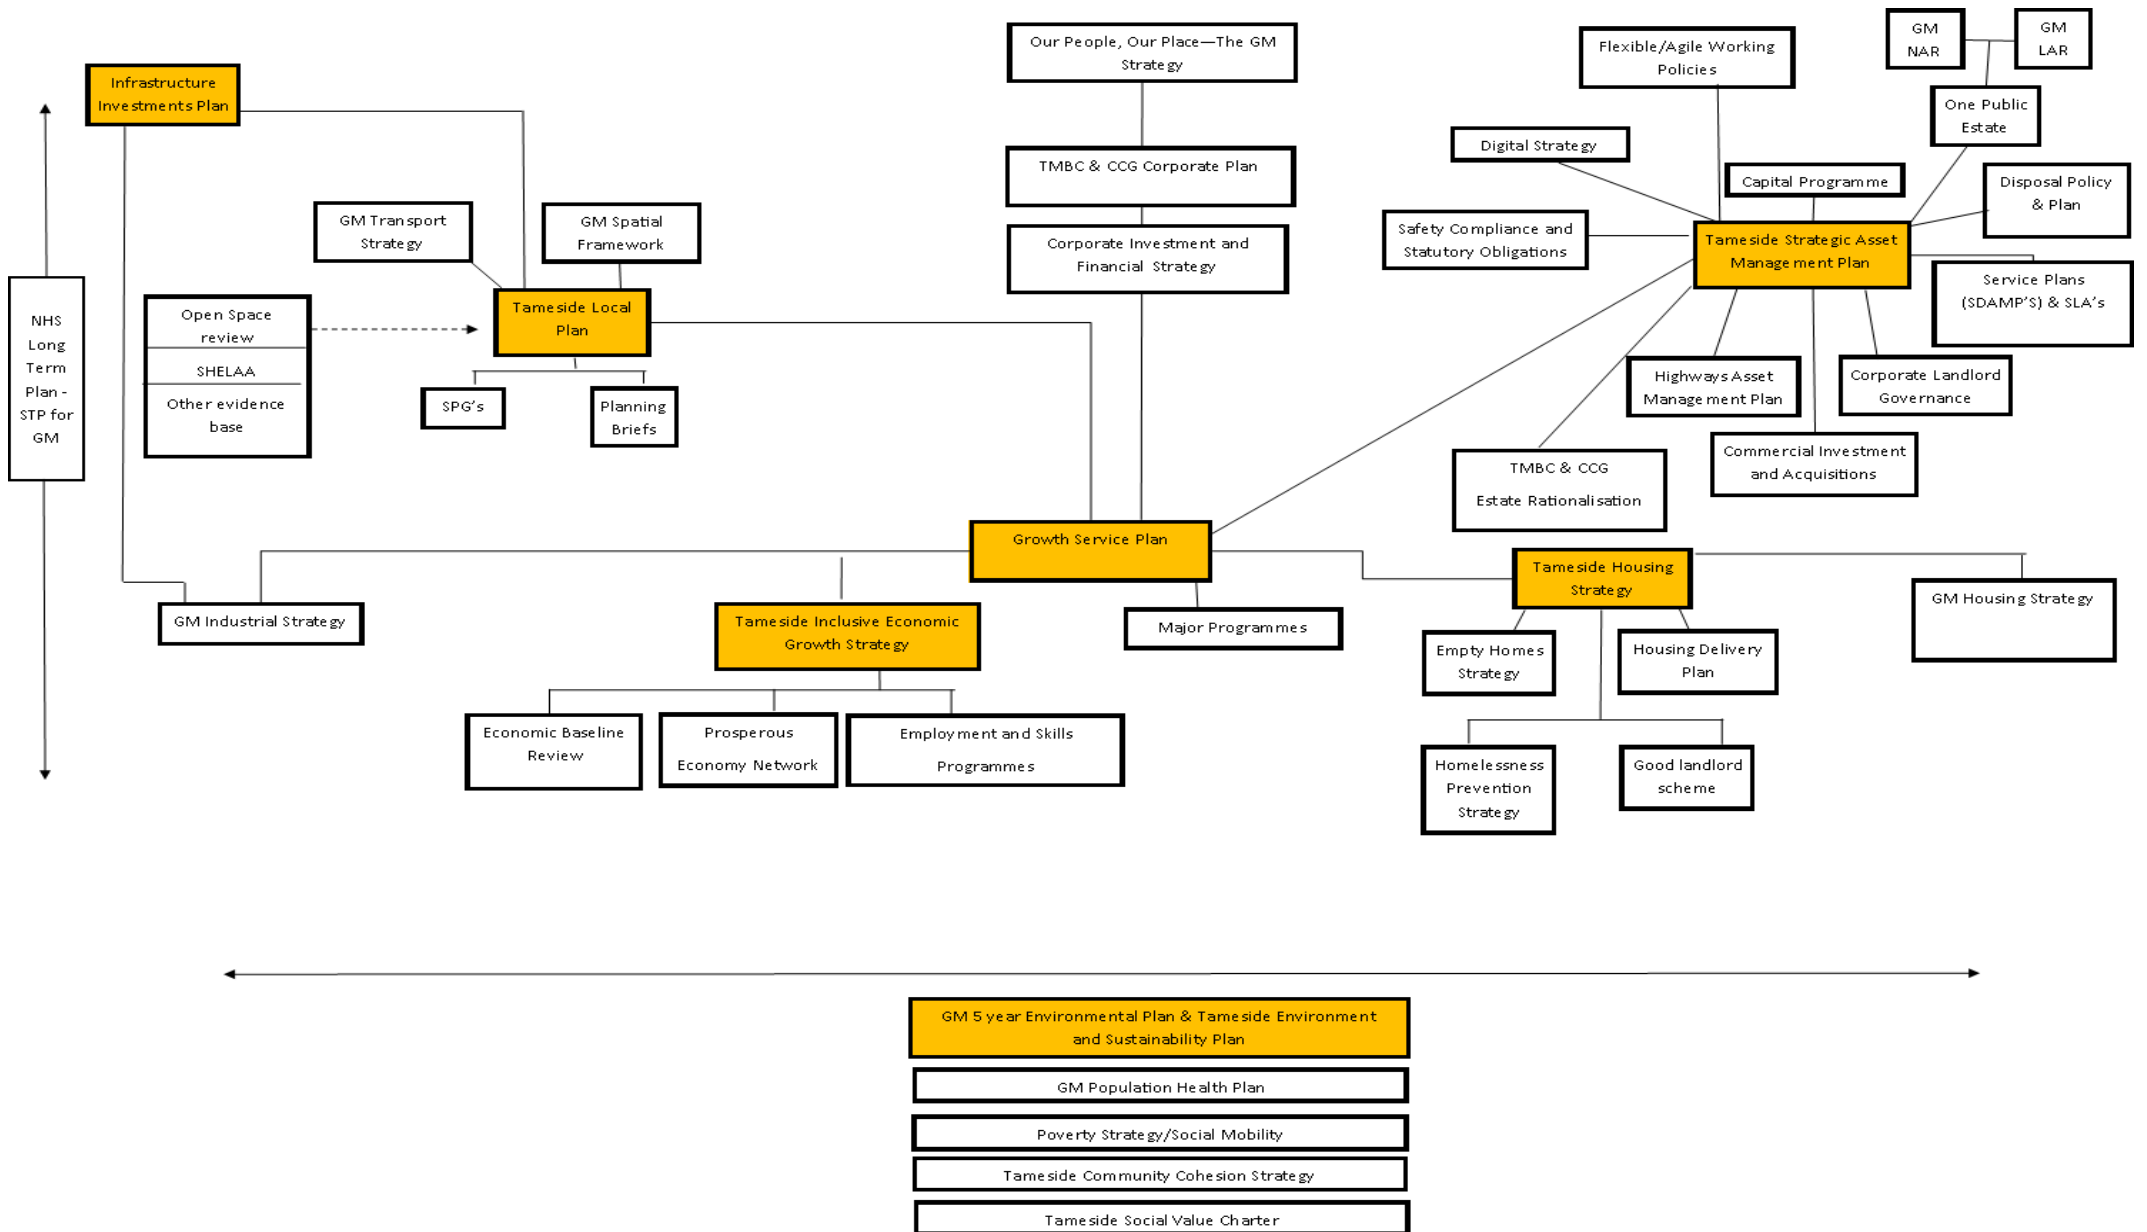 Our People, Our Place—The GM
Strategy
Flexible/Agile Working
Policies
GM
NAR
GM
LAR
Infrastructure
Investments Plan
One Public
Estate
Digital Strategy
TMBC & CCG Corporate Plan
Capital Programme
Disposal Policy
& Plan
GM Transport
Strategy
GM Spatial
Framework
Corporate Investment and
Financial Strategy
Safety Compliance and
Statutory Obligations
Tameside Strategic Asset
Management Plan
Service Plans
(SDAMP'S) & SLA's
NHS
Long
Term
Plan -
STP for
GM
Open Space
review
SHELAA
Other evidence
base
Tameside Local
Plan
SPG's
Planning
Briefs
Highways Asset
Management Plan
Corporate Landlord
Governance
TMBC & CCG
Estate Rationalisation
Commercial Investment
and Acquisitions
Growth Service Plan
Tameside Housing
Strategy
GM Housing Strategy
GM Industrial Strategy
Tameside Inclusive Economic
Growth Strategy
Major Programmes
Empty Homes
Strategy
Housing Delivery
Plan
Economic Baseline
Review
Prosperous
Economy Network
Employment and Skills
Programmes
Homelessness
Prevention
Strategy
Good landlord
scheme
GM 5 year Environmental Plan & Tameside Environment
and Sustainability Plan
GM Population Health Plan
Poverty Strategy/Social Mobility
Tameside Community Cohesion Strategy
Tameside Social Value Charter